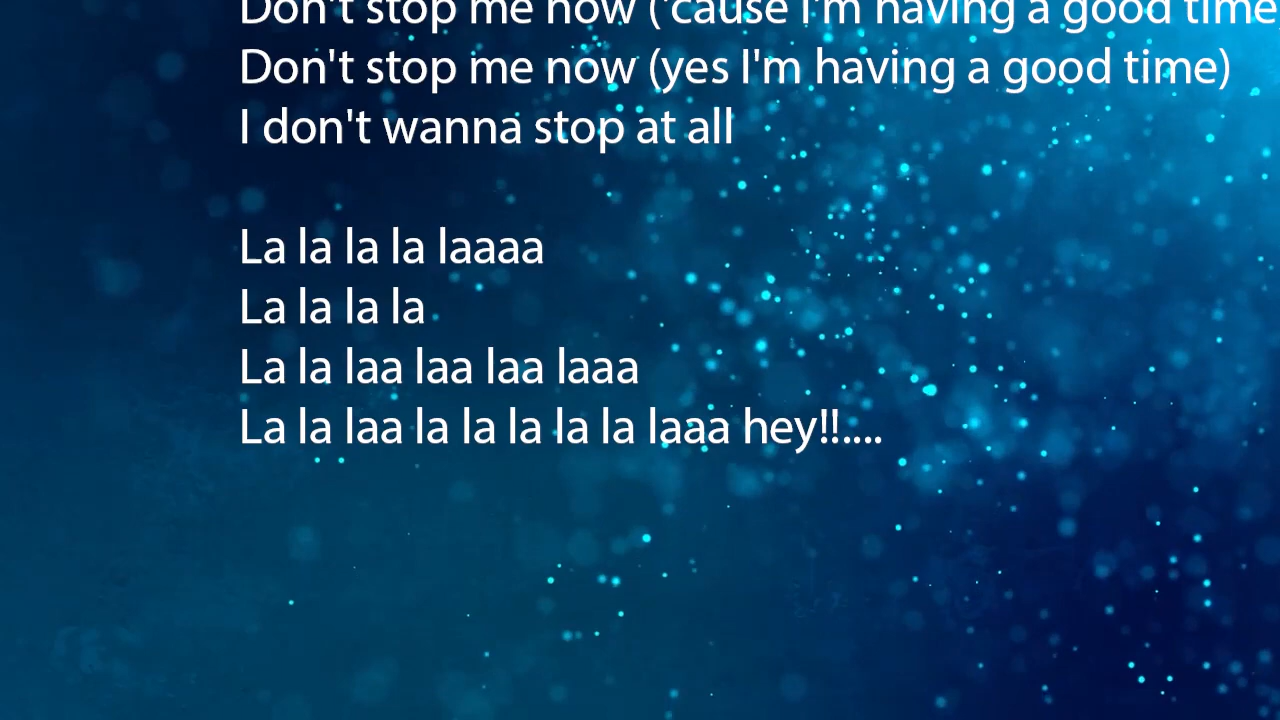 Don't stop me now ('cause I'm having a good time
Don't stop me now (yes I'm having a good time)
I don't wanna stop at all
La la la la laaaa
La la la la
La la laa laa laa laaa
La la laa la la la la la laaa hey!!....